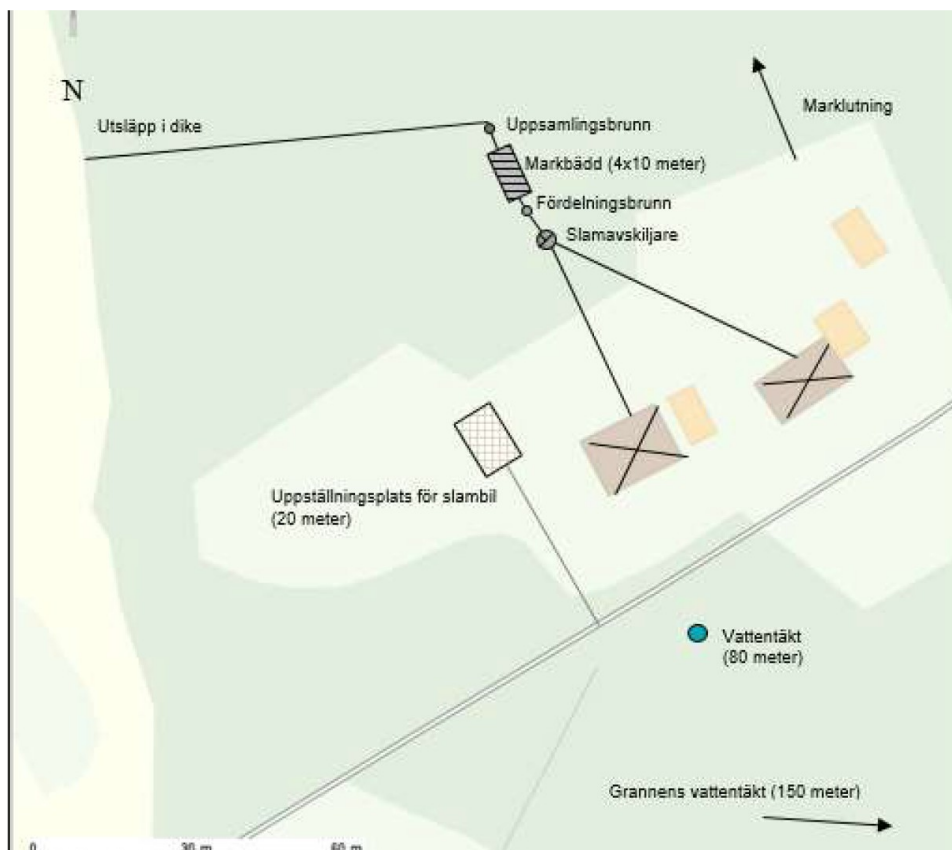 N
Utsläpp i dike
Uppsamlingsbrunn
Marklutning
Markbädd (4x10 meter)
Fördelningsbrunn
Slamavskiljare
Uppställningsplats för slambil
(20 meter)
Vattentäkt
(80 meter)
Grannens vattentäkt (150 meter)
0 30 m 60 m